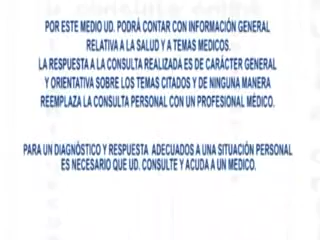 POR ESTE MEDIO UD. PODRÁ CONTAR CON INFORMACIÓN GENERAL
RELATIVA A LA SALUD Y A TEMAS MEDICOS.
LA RESPUESTA A LA CONSULTA REALIZADA ES DE CARÁCTER GENERAL
Y ORIENTATIVA SOBRE LOS TEMAS CITADOS Y DE NINGUNA MANERA
REEMPLAZA LA CONSULTA PERSONAL CON UN PROFESIONAL MÉDICO.
PARA UN DIAGNÓSTICO Y RESPUESTA ADECUADOS A UNA SITUACIÓN PERSONAL
ES NECESARIO QUE UD. CONSULTE Y ACUDA A UN MEDICO.